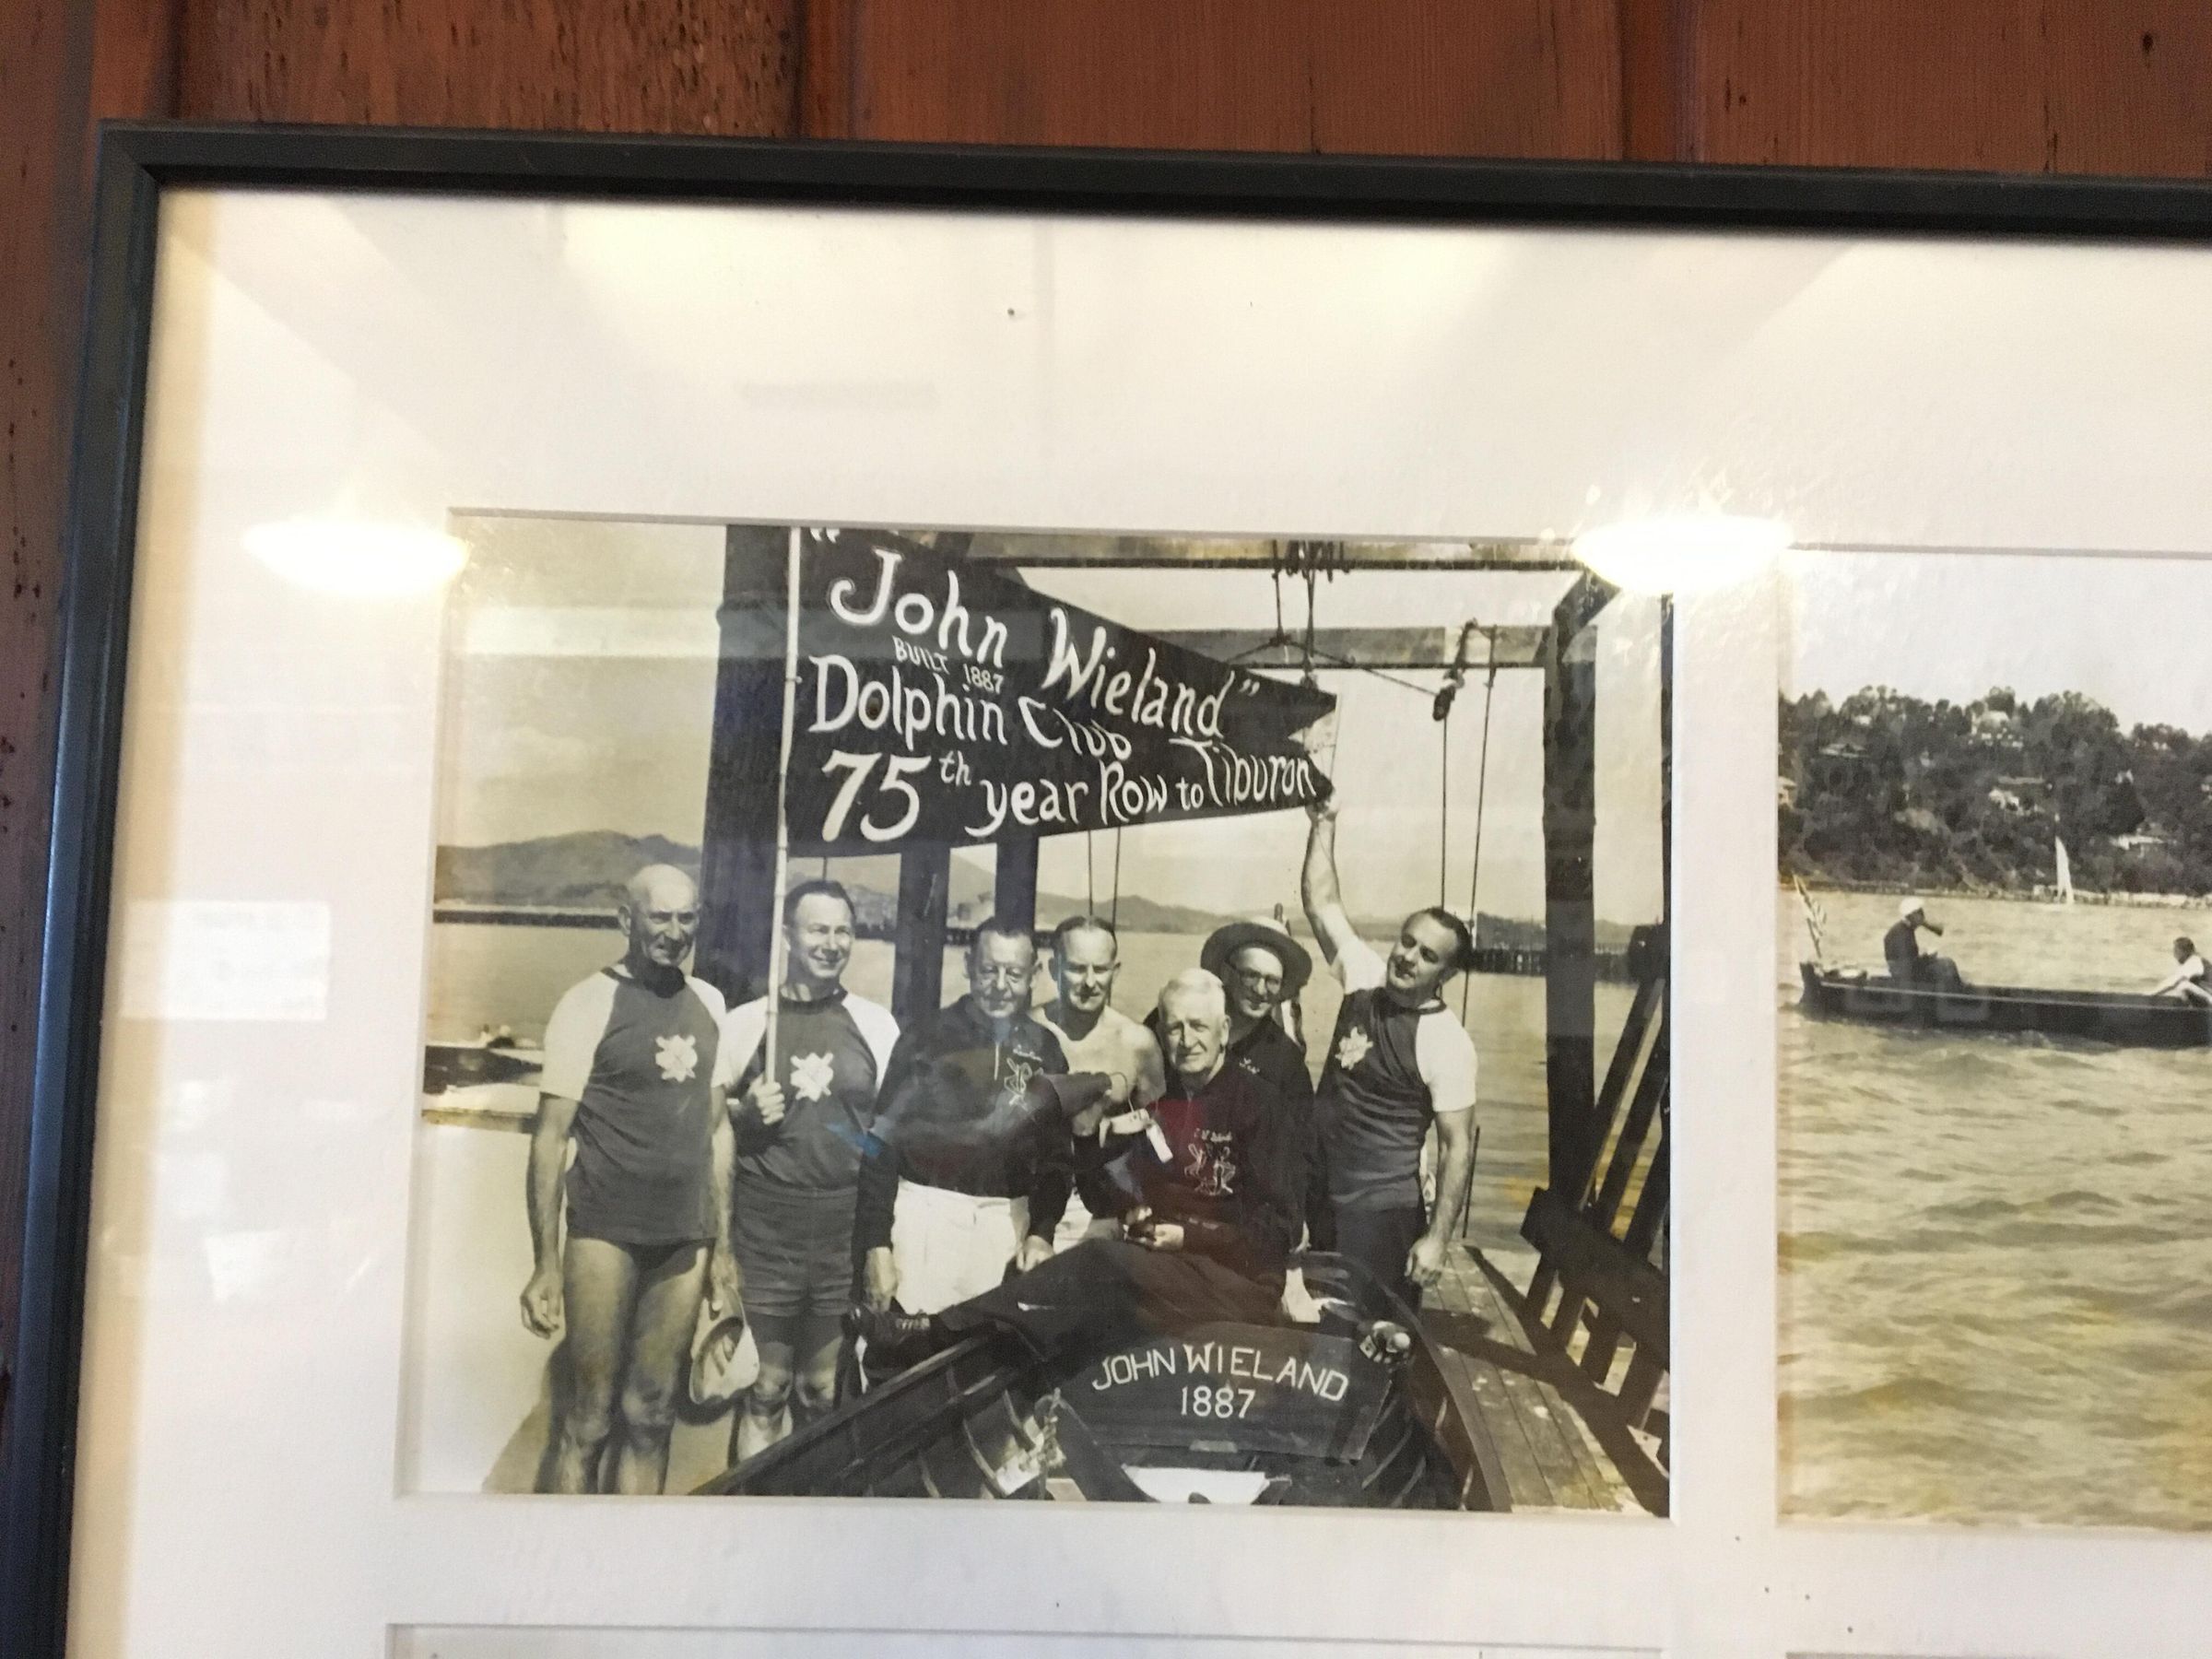 "John Wieland"
BUILT 1887
Dolphin Club
75th year Row to Tiburon
JOHN WIELAND
1887